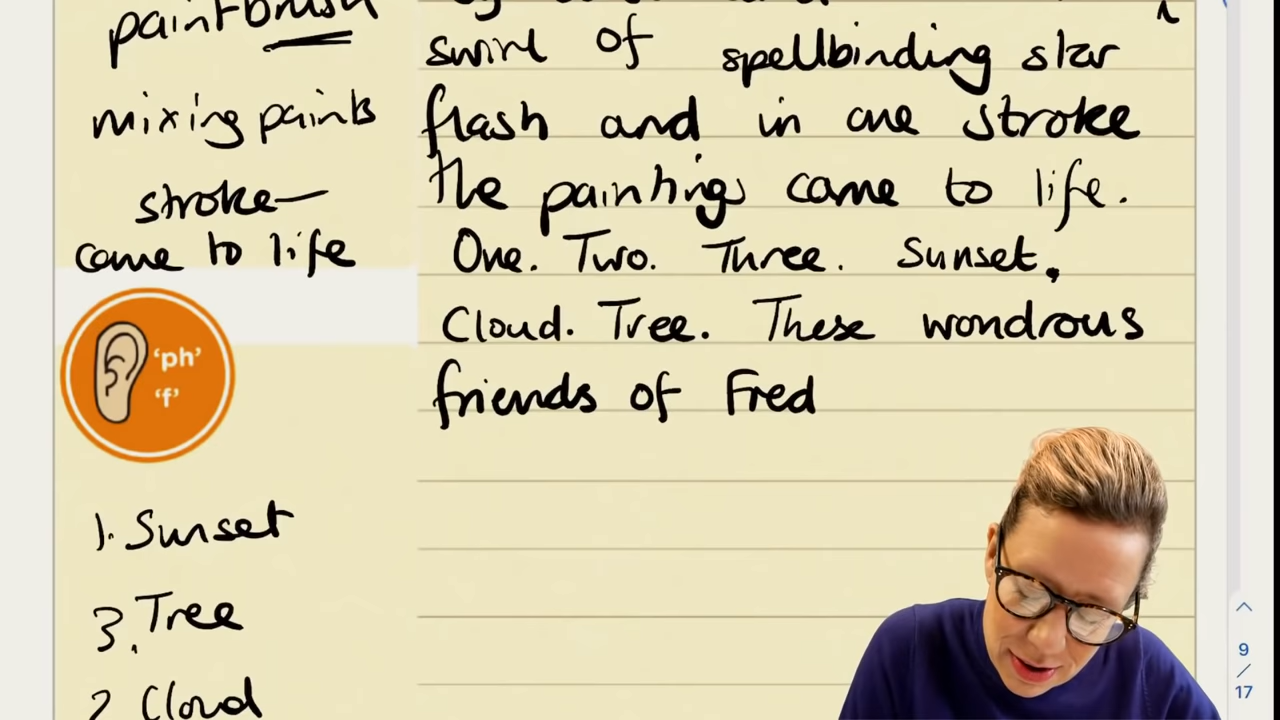 paintbrush
mixing paints
stroke—
came to life
'ph'
'f'
1. Sunset
3. Tree
2 Cloud
swirl of spellbinding star
flash and in one stroke
the paintings came to life.
One. Two. Three. Sunset.
Cloud. Tree. These wondrous
friends of Fred
9
/
17